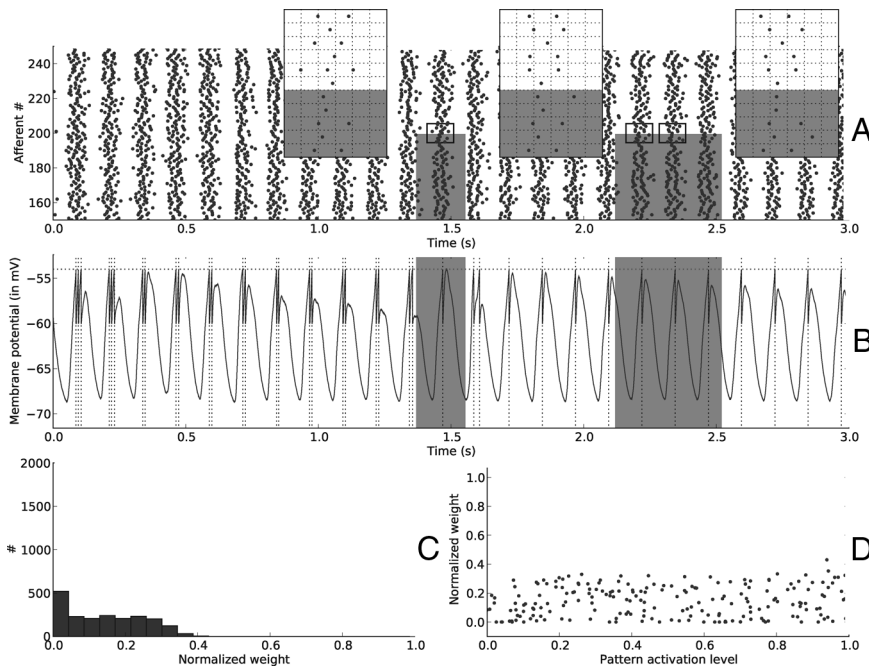 240
220
200
180
160
Afferent #
0.0 0.5 1.0 1.5 2.0 2.5 3.0
Time (s)
A
−55
−60
−65
−70
Membrane potential (in mV)
0.0 0.5 1.0 1.5 2.0 2.5 3.0
Time (s)
B
2000
1500
1000
500
0
#
0.0 0.2 0.4 0.6 0.8 1.0
Normalized weight
C
1.0
0.8
0.6
0.4
0.2
0.0
Normalized weight
0.0 0.2 0.4 0.6 0.8 1.0
Pattern activation level
D